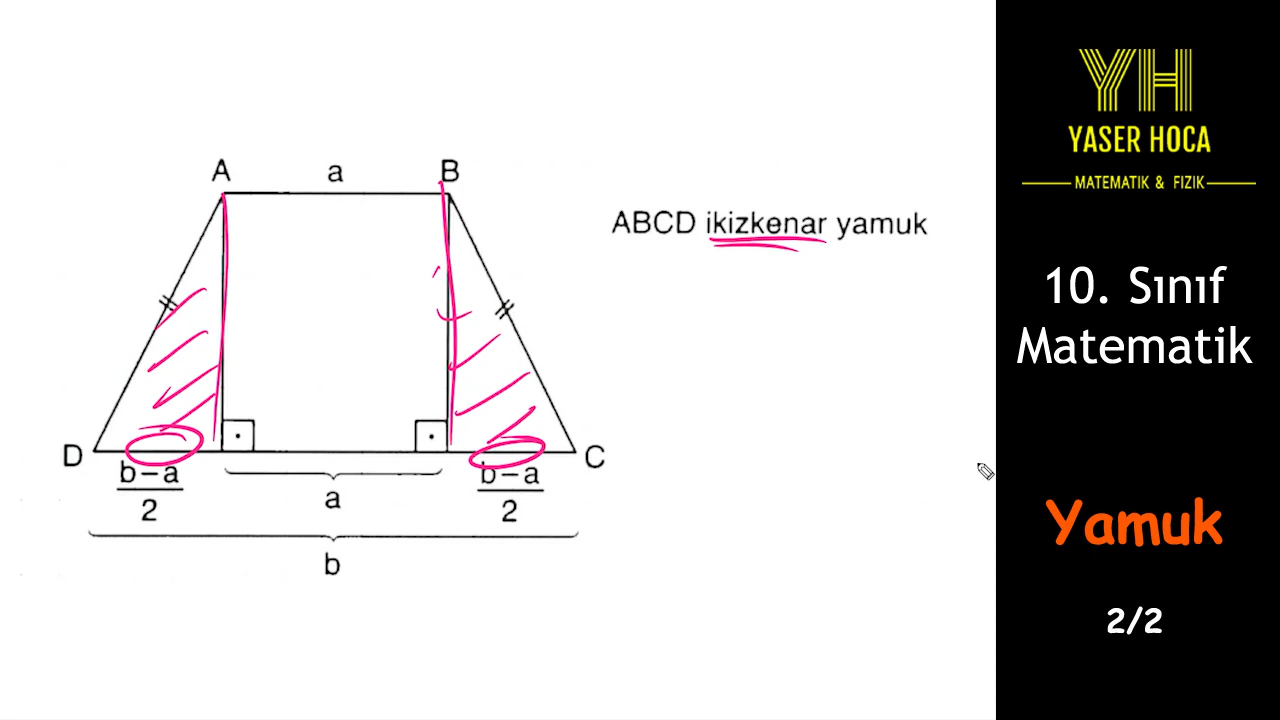 A a B
ABCD ikizkenar yamuk
D C
b-a
2
a
b-a
2
b
YH
YASER HOCA
MATEMATIK & FIZIK
10. Sınıf
Matematik
Yamuk
2/2